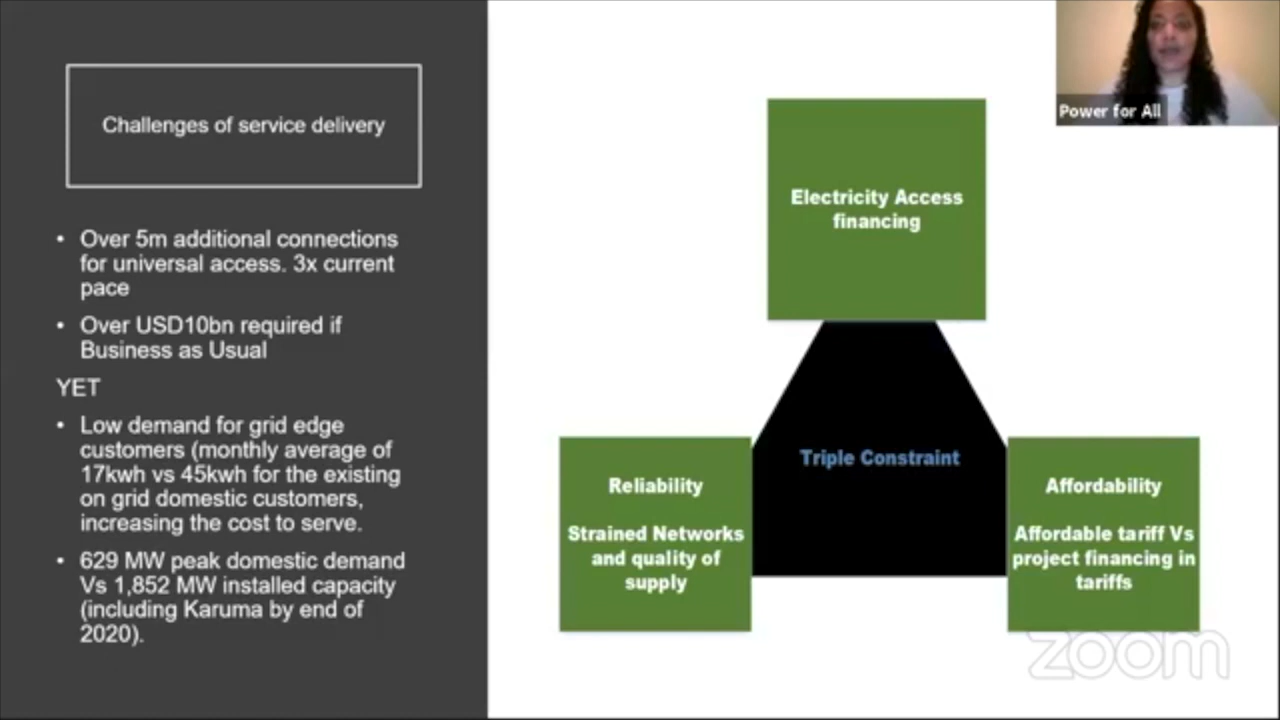 Challenges of service delivery
• Over 5m additional connections
for universal access. 3x current
pace
• Over USD10bn required if
Business as Usual
YET
• Low demand for grid edge
customers (monthly average of
17kwh vs 45kwh for the existing
on grid domestic customers,
increasing the cost to serve.
• 629 MW peak domestic demand
Vs 1,852 MW installed capacity
(including Karuma by end of
2020).
Electricity Access
financing
Triple Constraint
Reliability
Strained Networks
and quality of
supply
Affordability
Affordable tariff Vs
project financing in
tariffs
Power for All
zoom